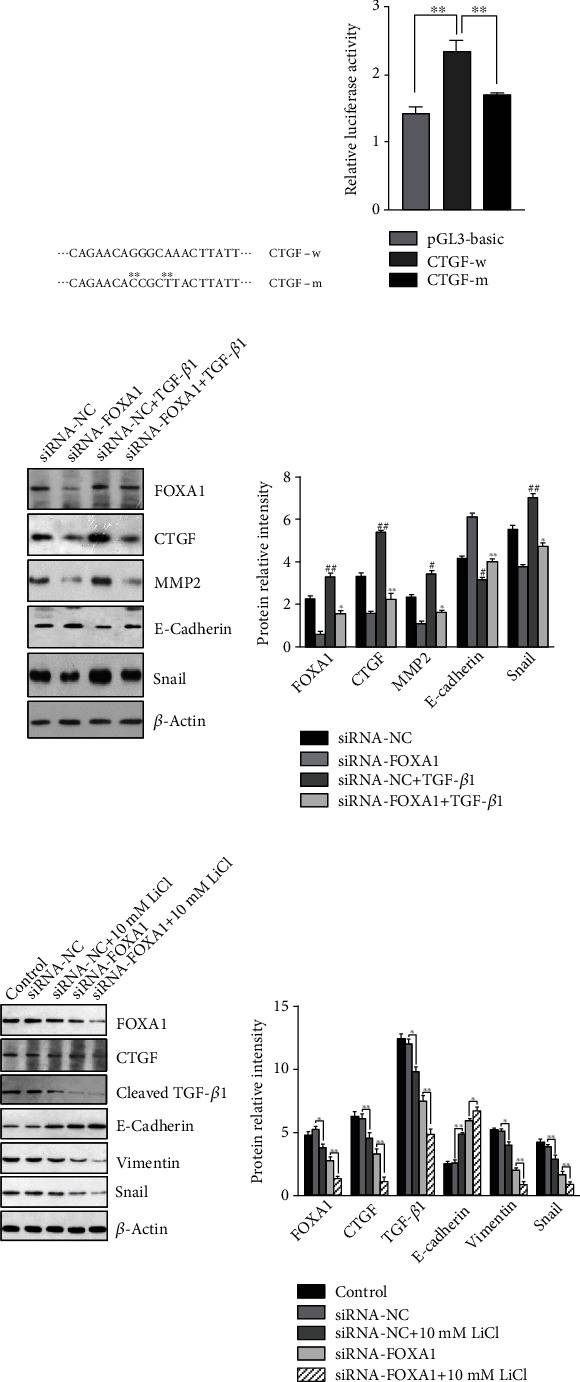 Relative luciferase activity
3
2
1
0
**
**
pGL3-basic
CTGF-w
CTGF-m
···CAGAACAGGGCAAACTTATT··· CTGF–w
** **
···CAGAACACCGCTTACTTATT··· CTGF–m
siRNA-NC
siRNA-FOXA1
siRNA-NC+TGF-β1
siRNA-FOXA1+TGF-β1
FOXA1
CTGF
MMP2
E-Cadherin
Snail
β-Actin
Protein relative intensity
8
6
4
2
0
##
*
##
**
#
*
#
**
##
*
FOXA1
CTGF
MMP2
E-cadherin
Snail
siRNA-NC
siRNA-FOXA1
siRNA-NC+TGF-β1
siRNA-FOXA1+TGF-β1
Control
siRNA-NC
siRNA-NC+10 mM LiCl
siRNA-FOXA1
siRNA-FOXA1+10 mM LiCl
FOXA1
CTGF
Cleaved TGF-β1
E-Cadherin
Vimentin
Snail
β-Actin
Protein relative intensity
15
10
5
0
*
**
**
**
*
**
**
*
*
**
**
**
FOXA1
CTGF
TGF-β1
E-cadherin
Vimentin
Snail
Control
siRNA-NC
siRNA-NC+10 mM LiCl
siRNA-FOXA1
siRNA-FOXA1+10 mM LiCl